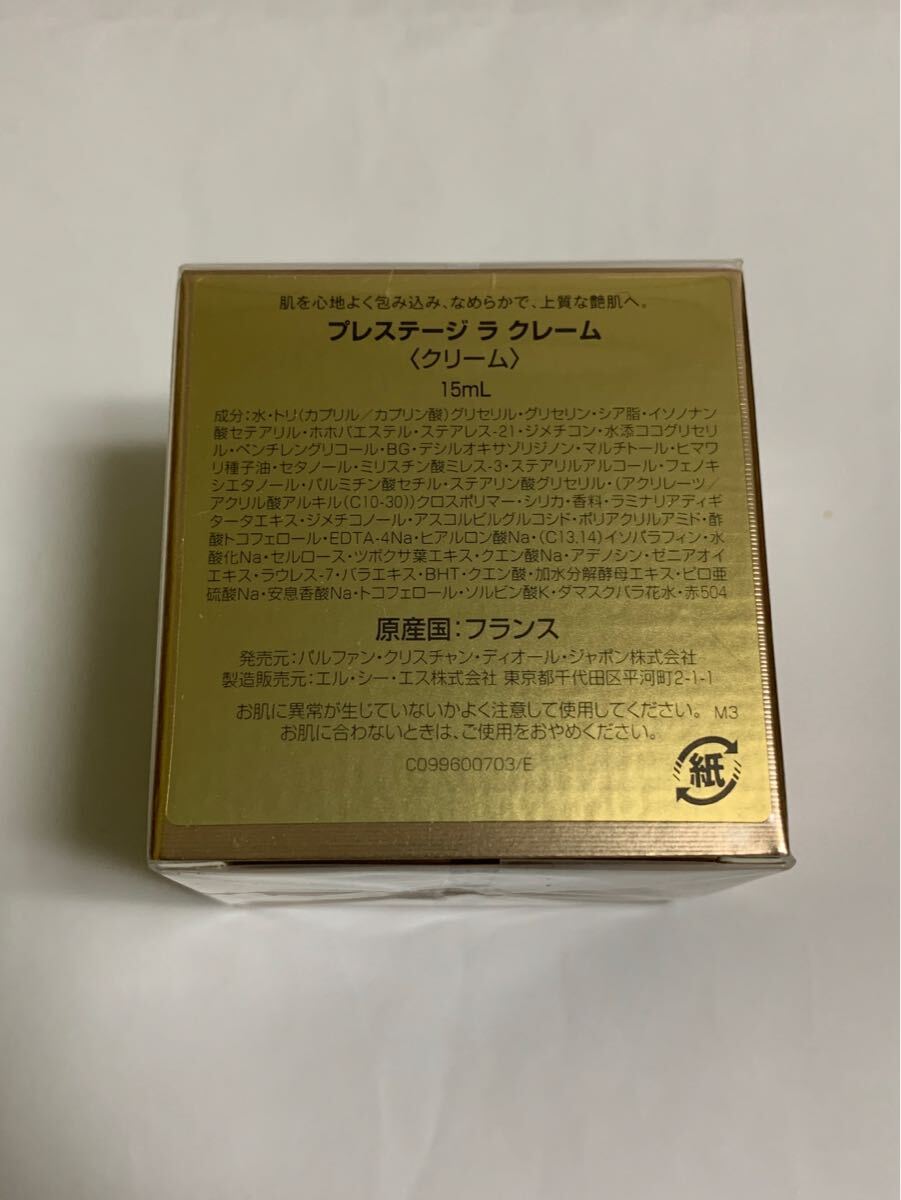 肌を心地よく包み込み、なめらかで、上質な艶肌へ。
プレステージ ラ クレーム
〈クリーム〉
15mL
成分:水・トリ(カプリル/カプリン酸)グリセリル・グリセリン・シア脂・イソノナン
酸セテアリル・ホホバエステル・ステアレス-21・ジメチコン・水添ココグリセリ
ル・ペンチレングリコール・BG・デシルオキサゾリジノン・マルチトール・ヒマワ
リ種子油・セタノール・ミリスチン酸ミレス-3・ステアリルアルコール・フェノキ
シエタノール・パルミチン酸セチル・ステアリン酸グリセリル・(アクリレーツ/
アクリル酸アルキル(C10-30))クロスポリマー・シリカ・香料・ラミナリアディギ
タータエキス・ジメチコノール・アスコルビルグルコシド・ポリアクリルアミド・酢
酸トコフェロール・EDTA-4Na・ヒアルロン酸Na・(C13,14)イソパラフィン・水
酸化Na・セルロース・ツボクサ葉エキス・クエン酸Na・アデノシン・ゼニアオイ
エキス・ラウレス-7・バラエキス・BHT・クエン酸・加水分解酵母エキス・ピロ亜
硫酸Na・安息香酸Na・トコフェロール・ソルビン酸K・ダマスクバラ花水・赤504
原産国:フランス
発売元:パルファン・クリスチャン・ディオール・ジャポン株式会社
製造販売元:エル・シー・エス株式会社 東京都千代田区平河町2-1-1
お肌に異常が生じていないかよく注意して使用してください。 M3
お肌に合わないときは、ご使用をおやめください。
C099600703/E
紙